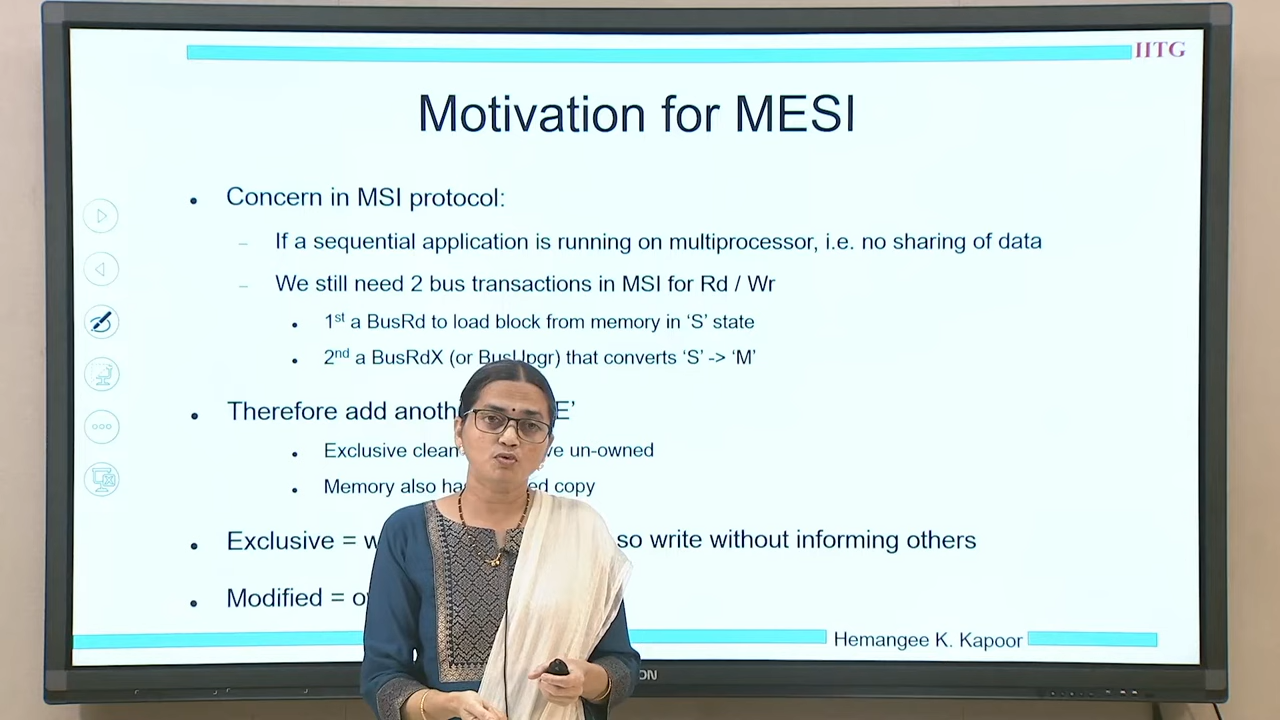 IITG
Motivation for MESI
• Concern in MSI protocol:
– If a sequential application is running on multiprocessor, i.e. no sharing of data
– We still need 2 bus transactions in MSI for Rd / Wr
• 1st a BusRd to load block from memory in ‘S’ state
• 2nd a BusRdX (or BusUpgr) that converts ‘S’ -> ‘M’
• Therefore add E’
• Exclusive clean un-owned
• Memory also copy
• Exclusive = so write without informing others
• Modified =
Hemangee K. Kapoor